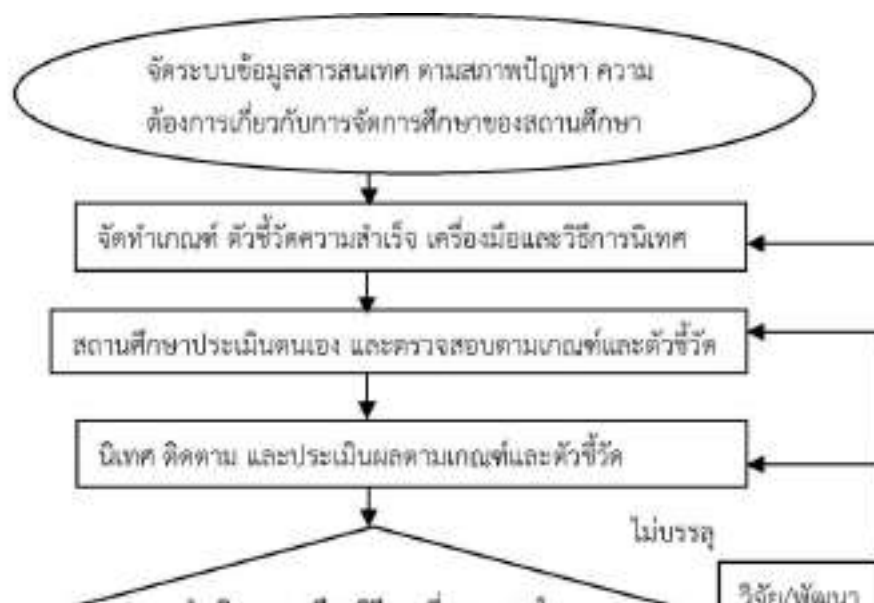 จัดระบบข้อมูลสารสนเทศ ตามสภาพปัญหา ความ
ต้องการเกี่ยวกับการจัดการศึกษาของสถานศึกษา
จัดทำเกณฑ์ ตัวชี้วัดความสำเร็จ เครื่องมือและวิธีการนิเทศ
สถานศึกษาประเมินตนเอง และตรวจสอบตามเกณฑ์และตัวชี้วัด
นิเทศ ติดตาม และประเมินผลตามเกณฑ์และตัวชี้วัด
ไม่บรรลุ
วิจัย/พัฒนา